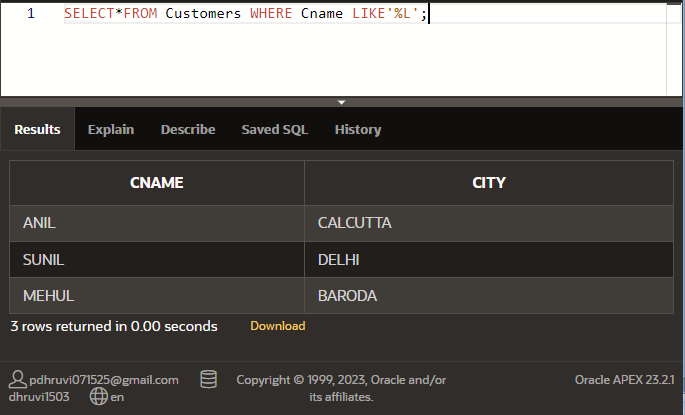 1 SELECT*FROM Customers WHERE Cname LIKE'%L';
Results Explain Describe Saved SQL History
CNAME CITY
ANIL CALCUTTA
SUNIL DELHI
MEHUL BARODA
3 rows returned in 0.00 seconds Download
pdhruvi071525@gmail.com Copyright © 1999, 2023, Oracle and/or Oracle APEX 23.2.1
dhruvi1503 en its affiliates.